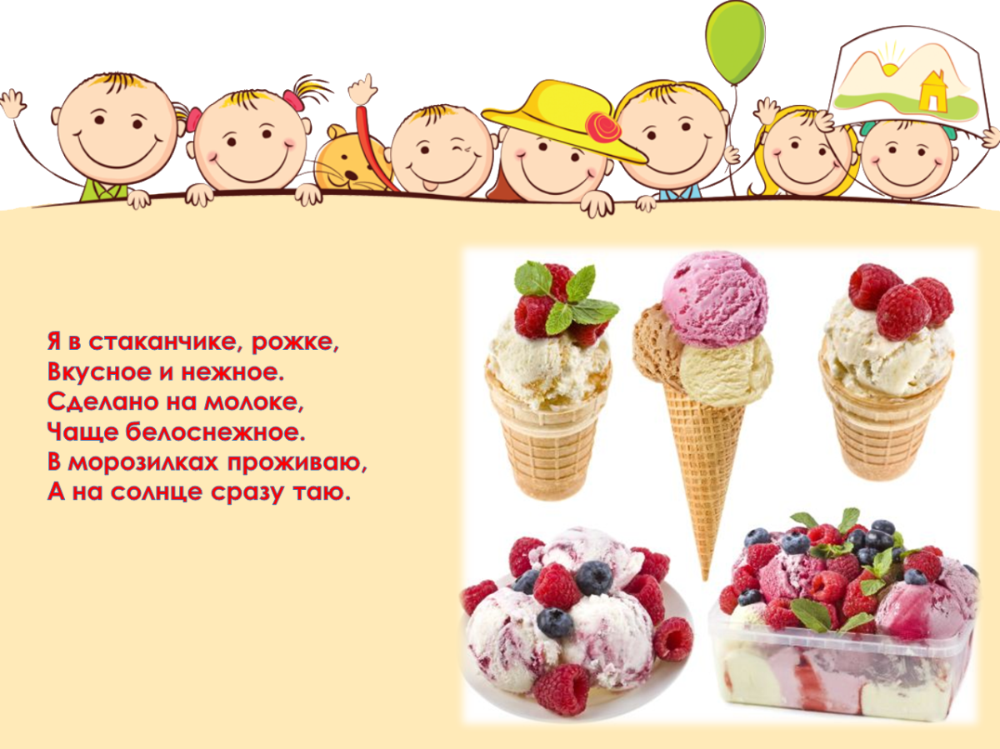 Я в стаканчике, рожке,
Вкусное и нежное.
Сделано на молоке,
Чаще белоснежное.
В морозилках проживаю,
А на солнце сразу таю.